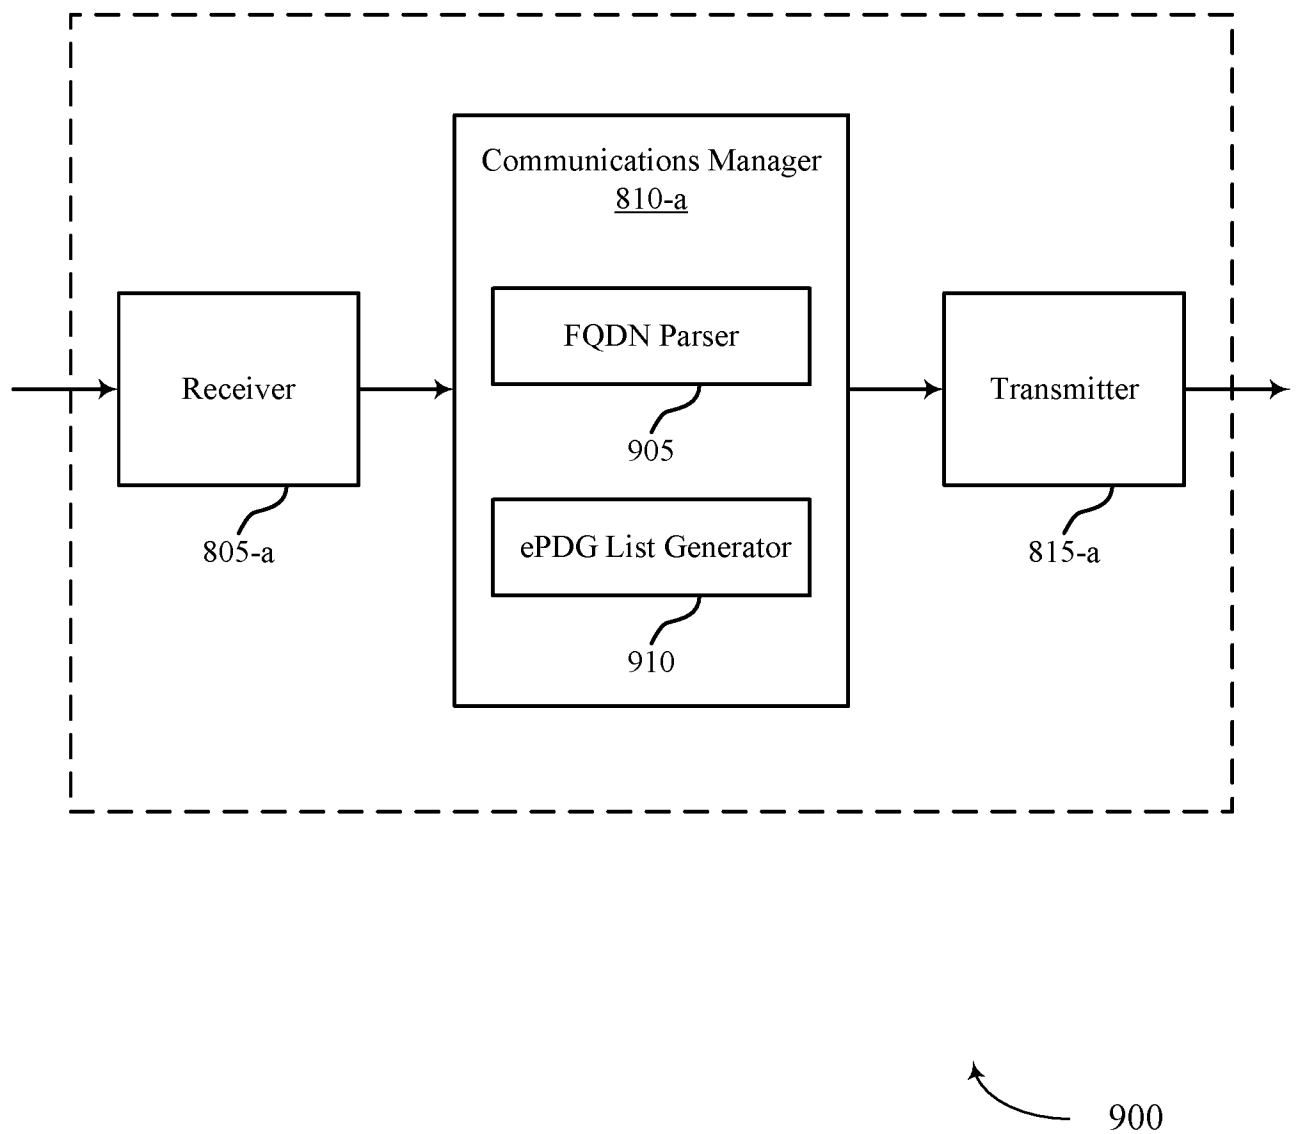 Communications Manager
810-a
FQDN Parser
905
Receiver
805-a
ePDG List Generator
910
Transmitter
815-a
900